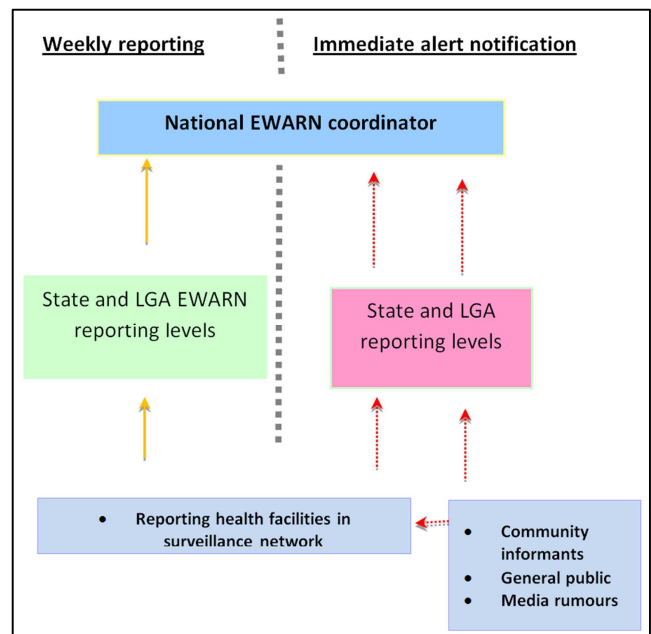 Weekly reporting
Immediate alert notification
National EWARN coordinator
State and LGA EWARN
reporting levels
State and LGA
reporting levels
• Reporting health facilities in
surveillance network
• Community
informants
• General public
• Media rumours